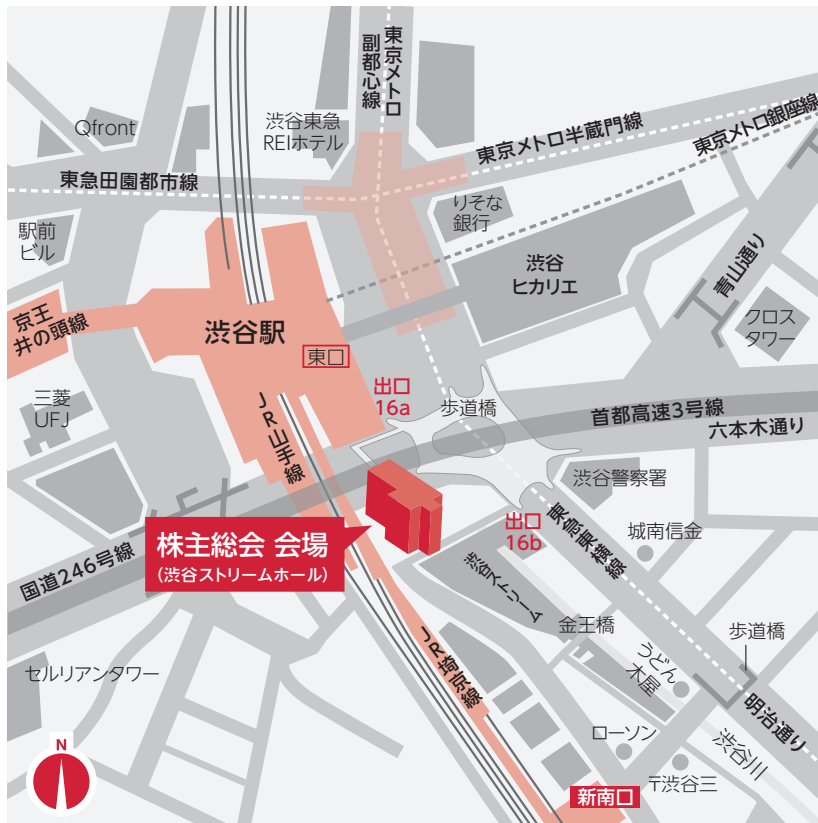 東京メトロ
副都心線
Qfront
渋谷東急
REIホテル
東京メトロ半蔵門線
東京メトロ銀座線
東急田園都市線
りそな
銀行
駅前
ビル
渋谷
ヒカリエ
青山通り
京王
井の頭線
渋谷駅
東口
クロス
タワー
出口
16a
歩道橋
三菱
UFJ
JR山手線
首都高速3号線
六本木通り
渋谷警察署
株主総会 会場
(渋谷ストリームホール)
出口
16b
東急東横線
城南信金
国道246号線
渋谷ストリーム
金王橋
歩道橋
セルリアンタワー
JR埼京線
うどん
木屋
明治通り
ローソン
渋谷川
N
〒渋谷三
新南口